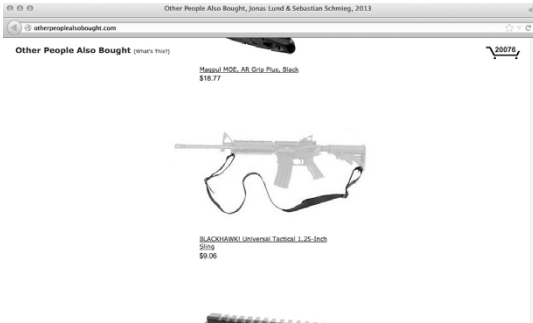 Other People Also Bought, Jonas Lund & Sebastian Schmieg, 2013
otherpeoplealsobought.com
Other People Also Bought (What's This?)
20076
Magpul MOE, AR Grip Plus, Black
$18.77
BLACKHAWK! Universal Tactical 1.25-Inch
Sling
$9.06